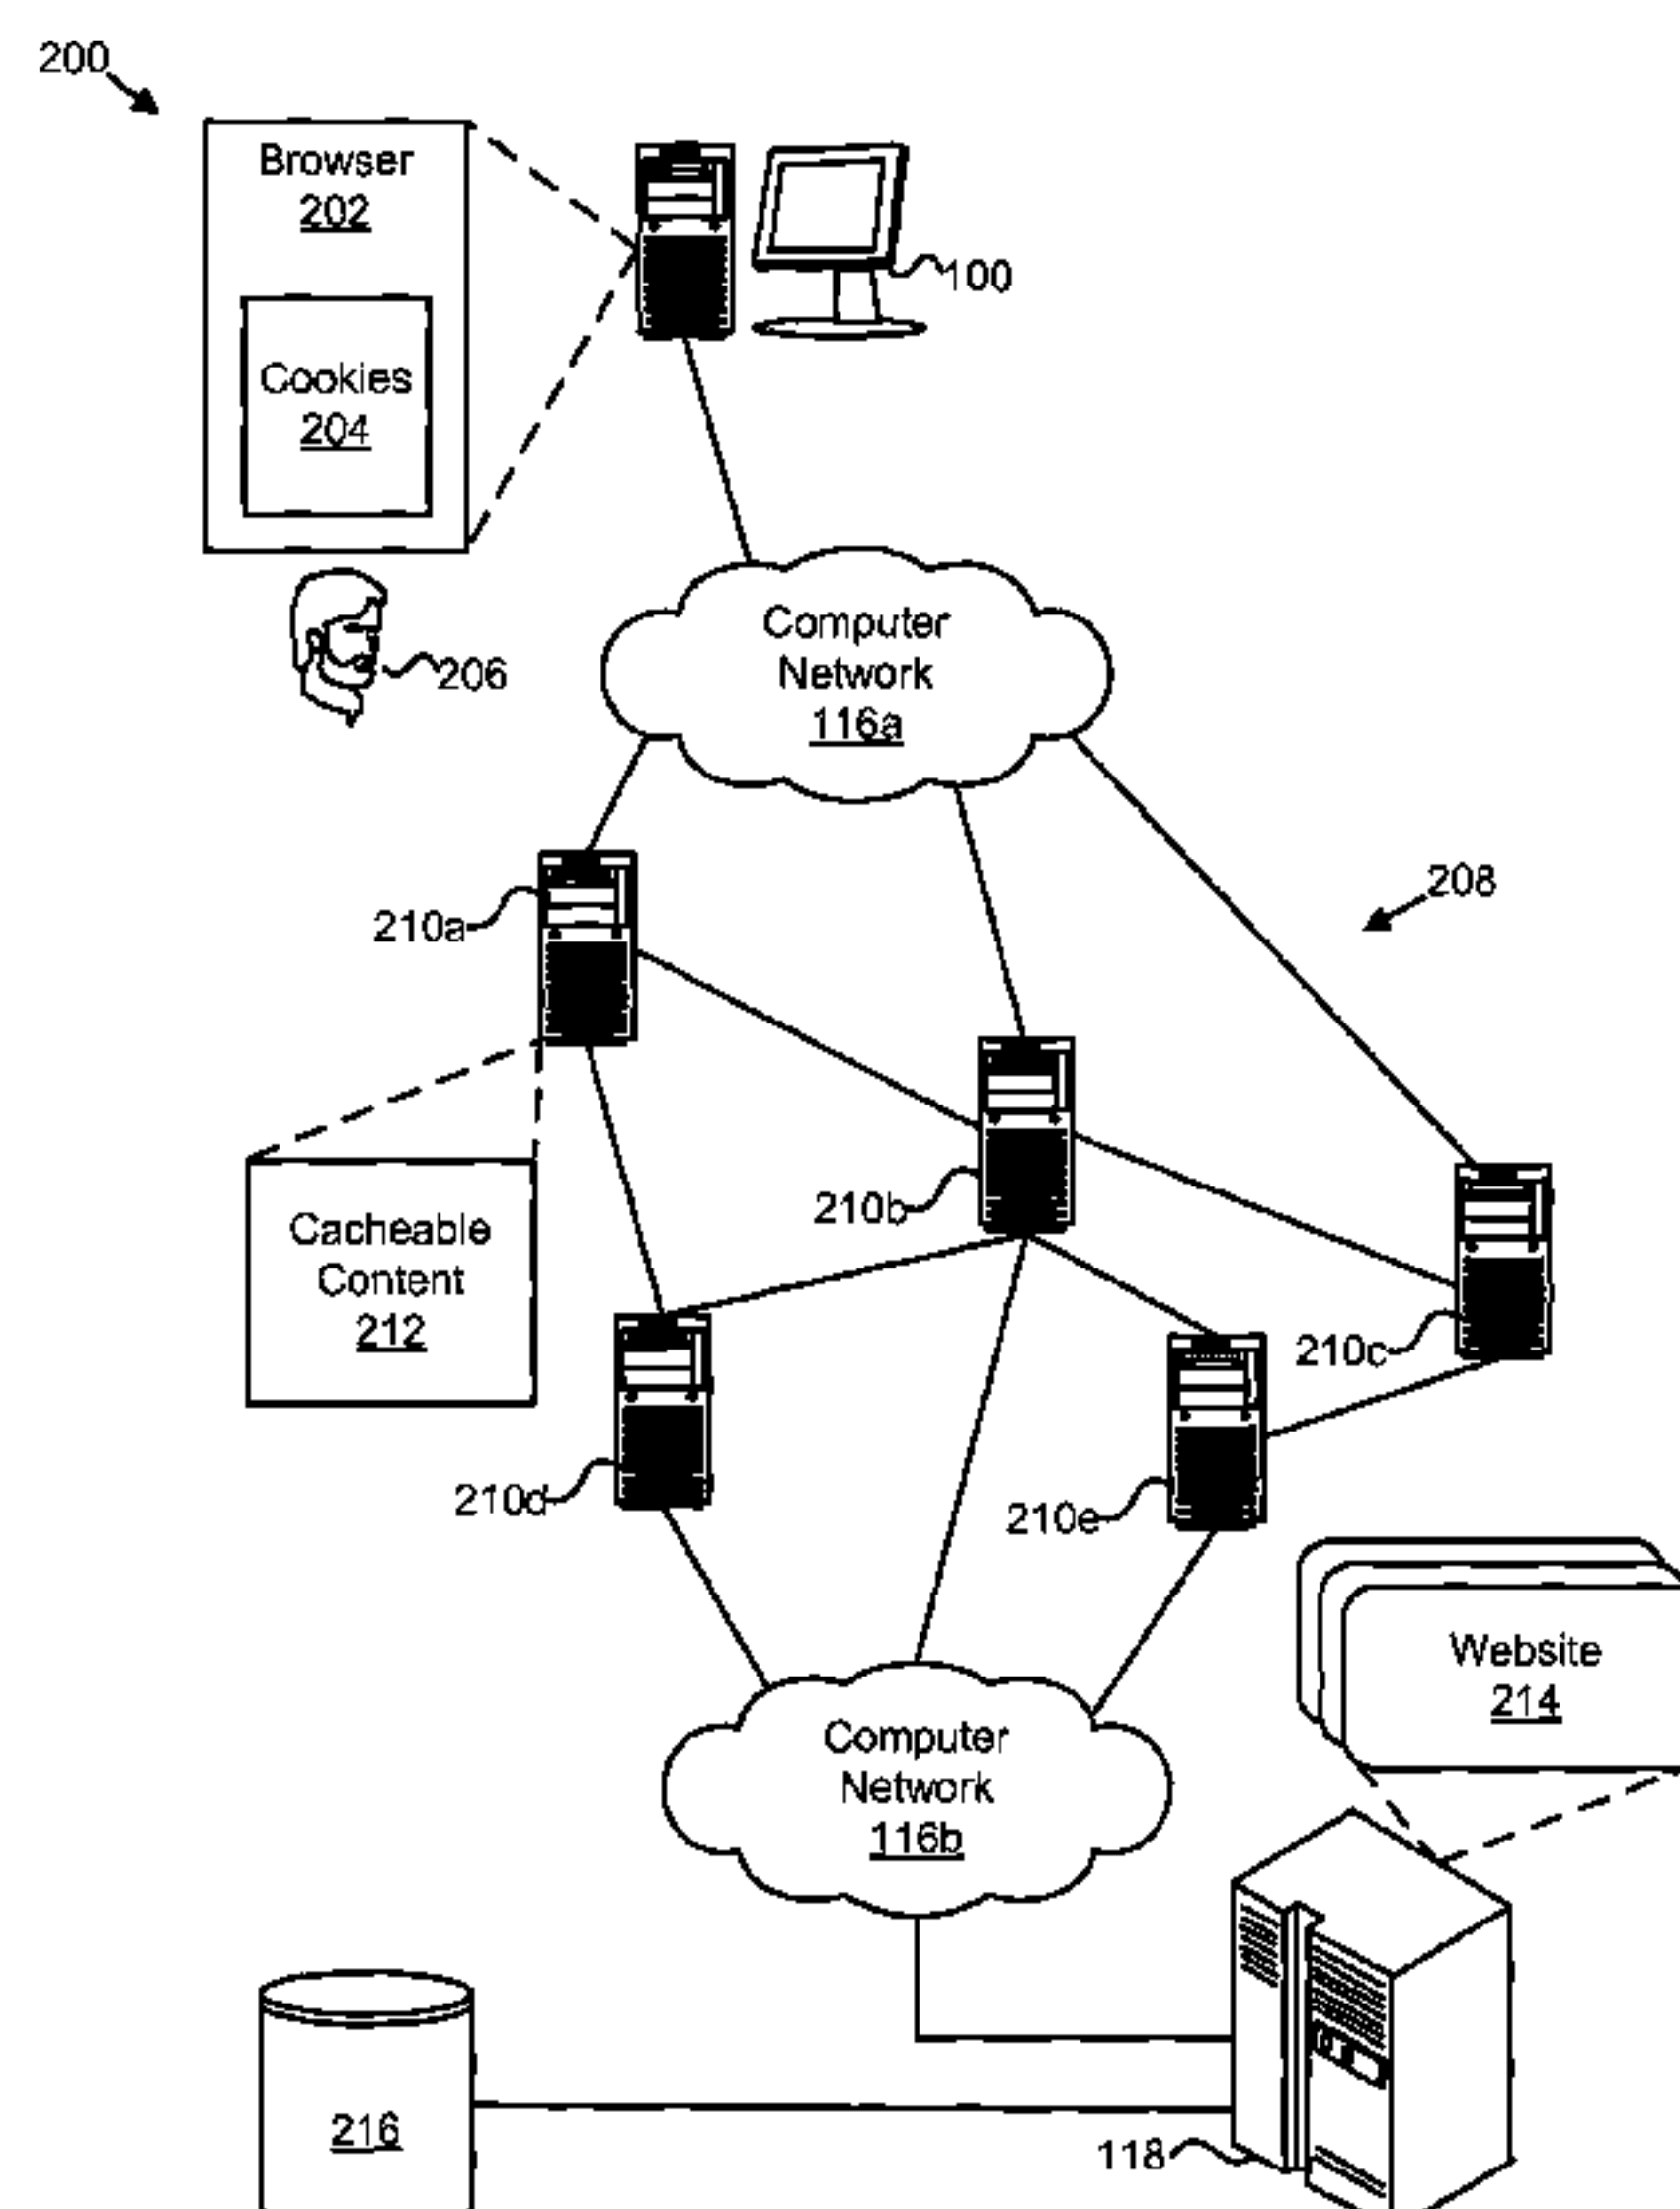 200
Browser
202
Cookies
204
100
206
Computer
Network
116a
208
210a
210b
210c
Cacheable
Content
212
210d
210e
Website
214
Computer
Network
116b
216
118